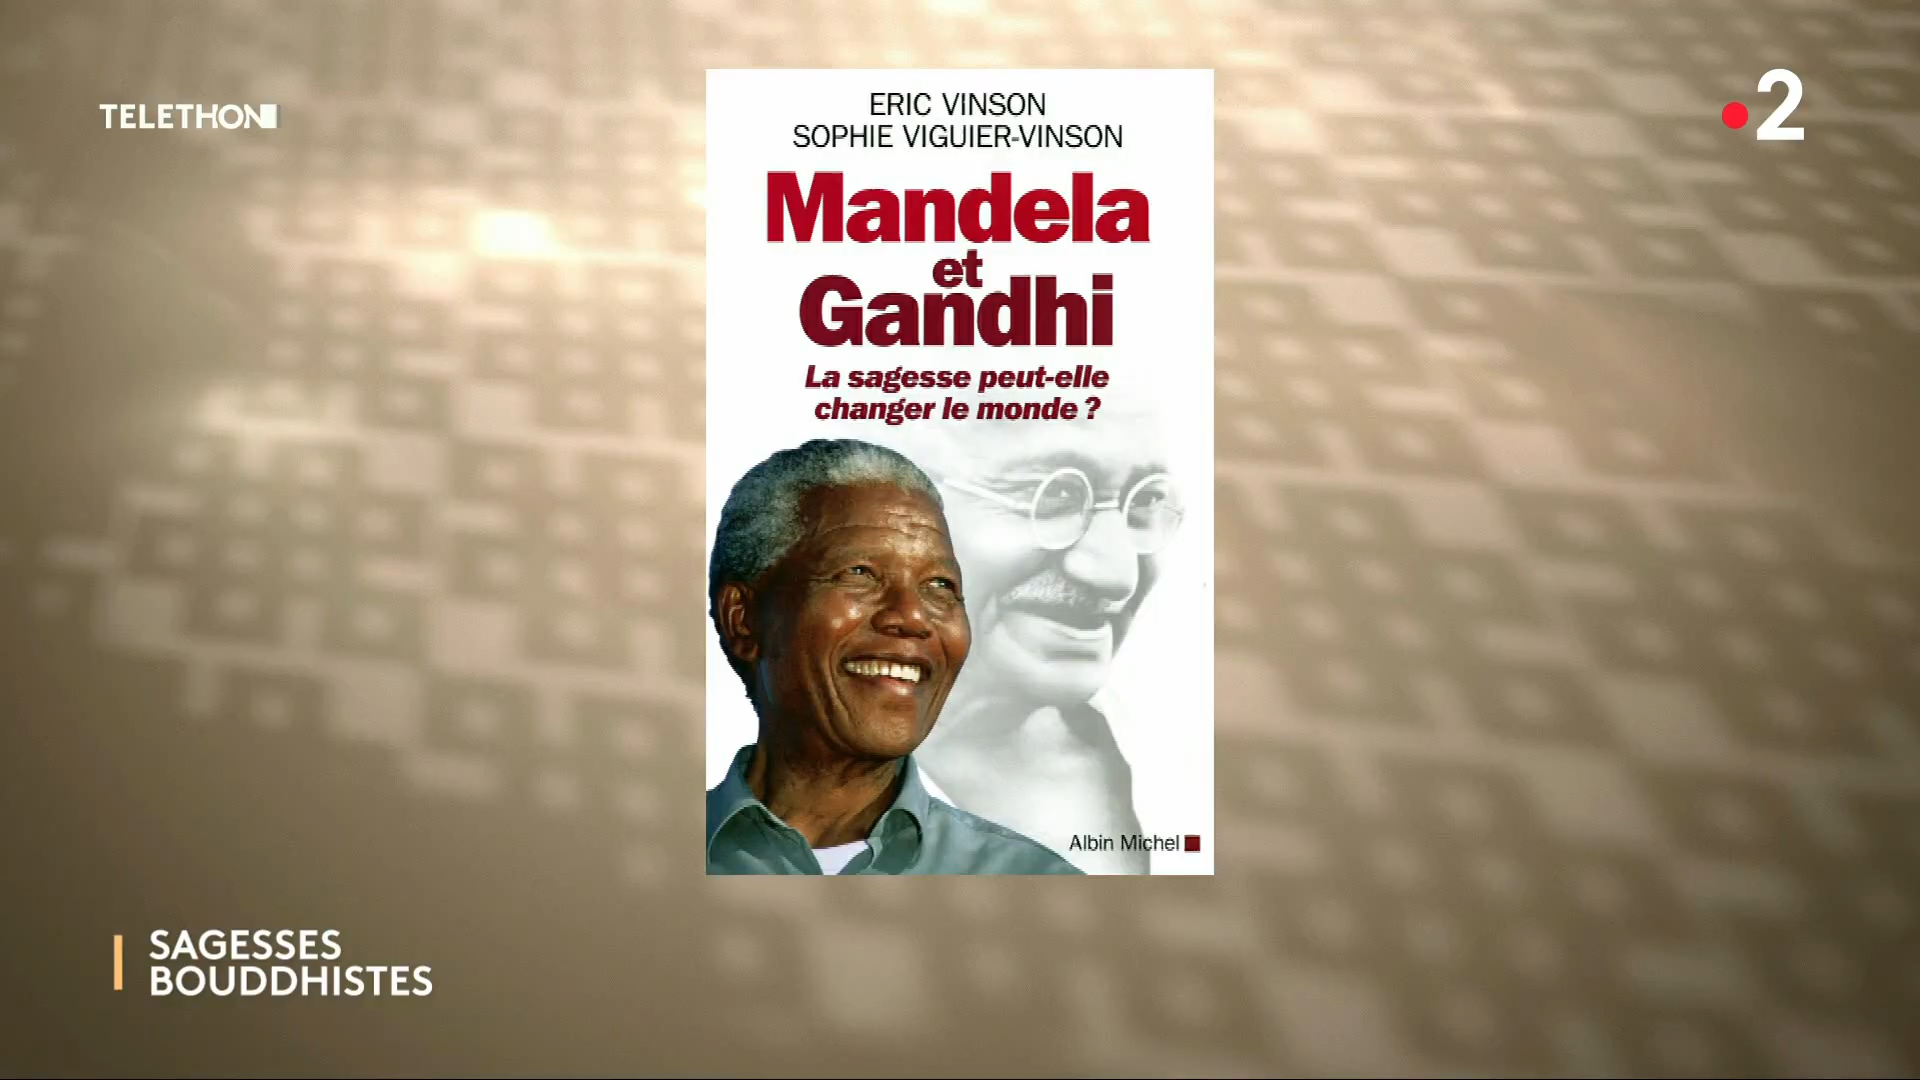 TELETHON
2
ERIC VINSON
SOPHIE VIGUIER-VINSON
Mandela
et
Gandhi
La sagesse peut-elle
changer le monde ?
Albin Michel
SAGESSES
BOUDDHISTES